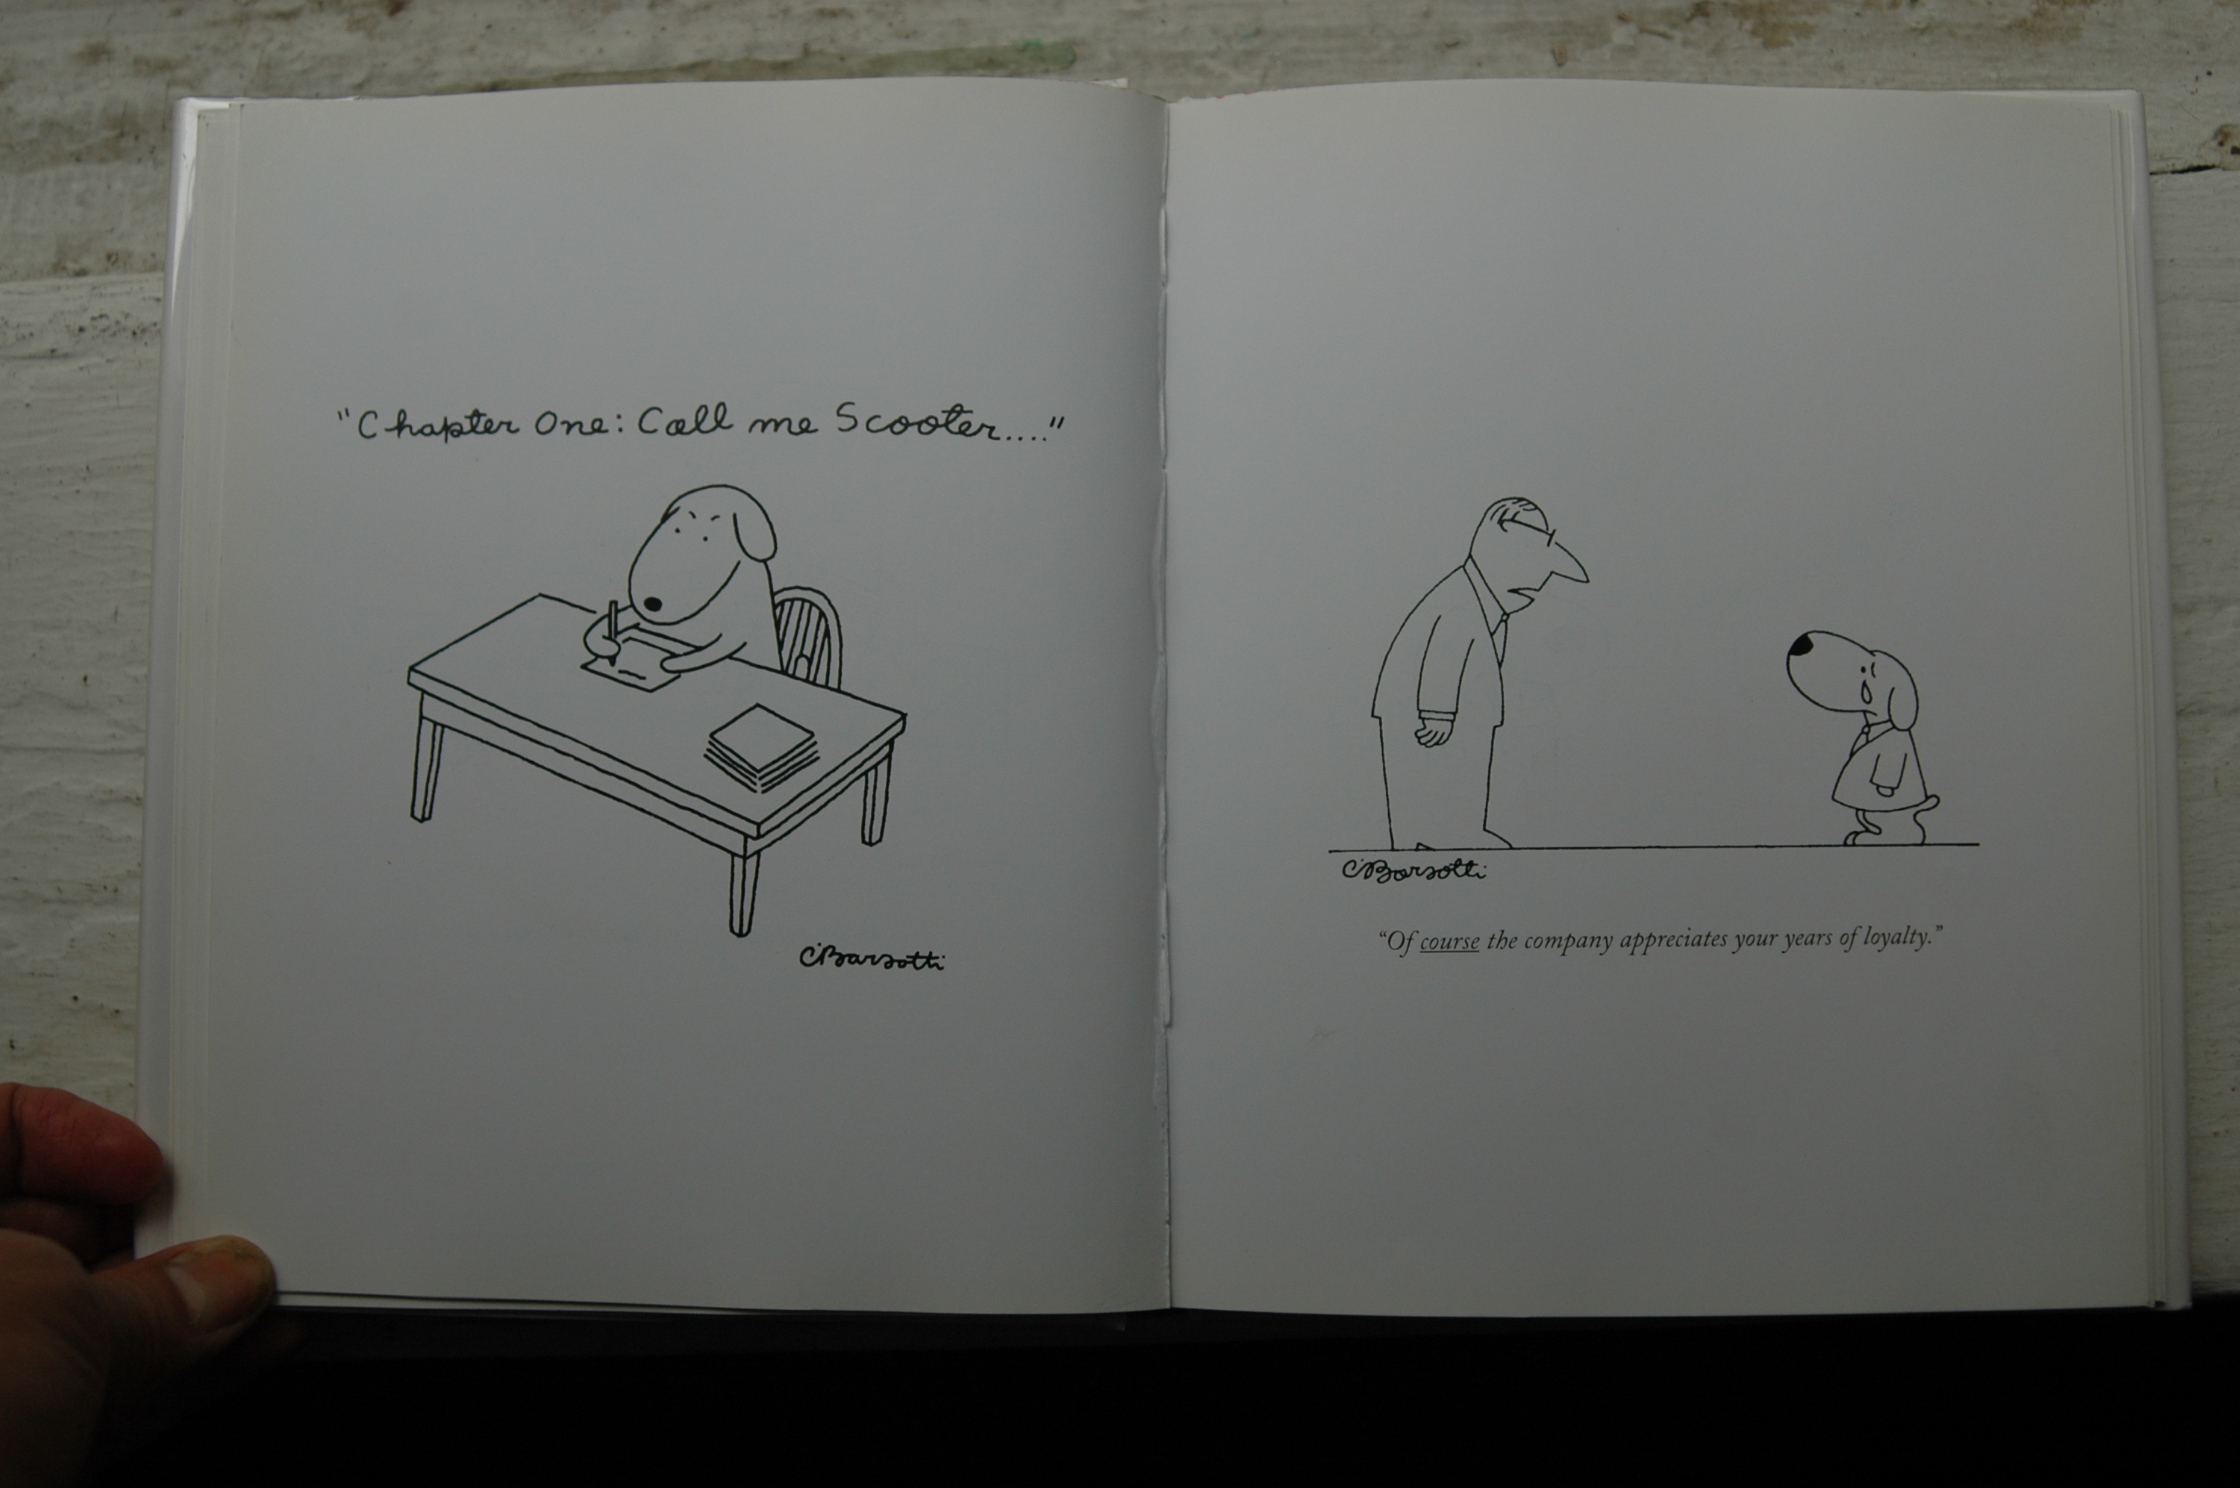 "Chapter One: Call me Scooter...."
CBarsotti
CBarsotti
“Of course the company appreciates your years of loyalty.”